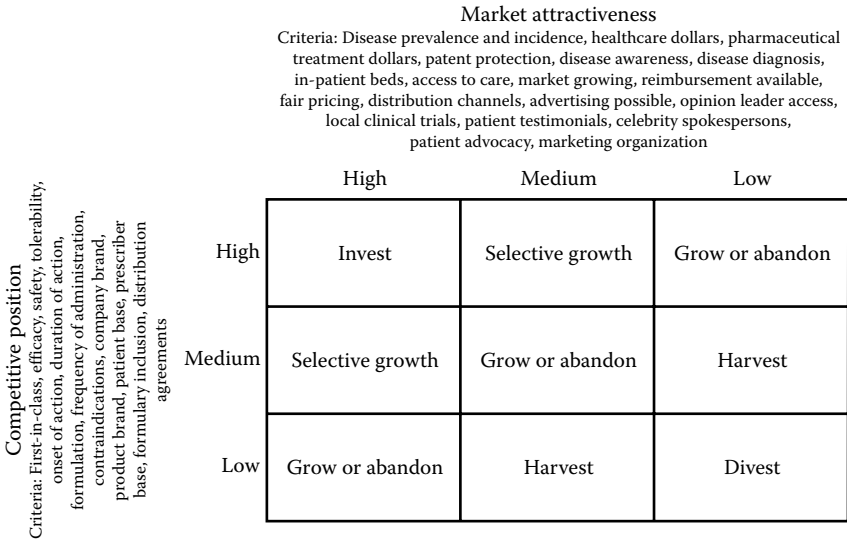 Market attractiveness
Criteria: Disease prevalence and incidence, healthcare dollars, pharmaceutical
treatment dollars, patent protection, disease awareness, disease diagnosis,
in-patient beds, access to care, market growing, reimbursement available,
fair pricing, distribution channels, advertising possible, opinion leader access,
local clinical trials, patient testimonials, celebrity spokespersons,
patient advocacy, marketing organization
High Medium Low
Competitive position
Criteria: First-in-class, efficacy, safety, tolerability,
onset of action, duration of action,
formulation, frequency of administration,
contraindications, company brand,
product brand, patient base, prescriber
base, formulary inclusion, distribution
agreements
High Invest Selective growth Grow or abandon
Medium Selective growth Grow or abandon Harvest
Low Grow or abandon Harvest Divest